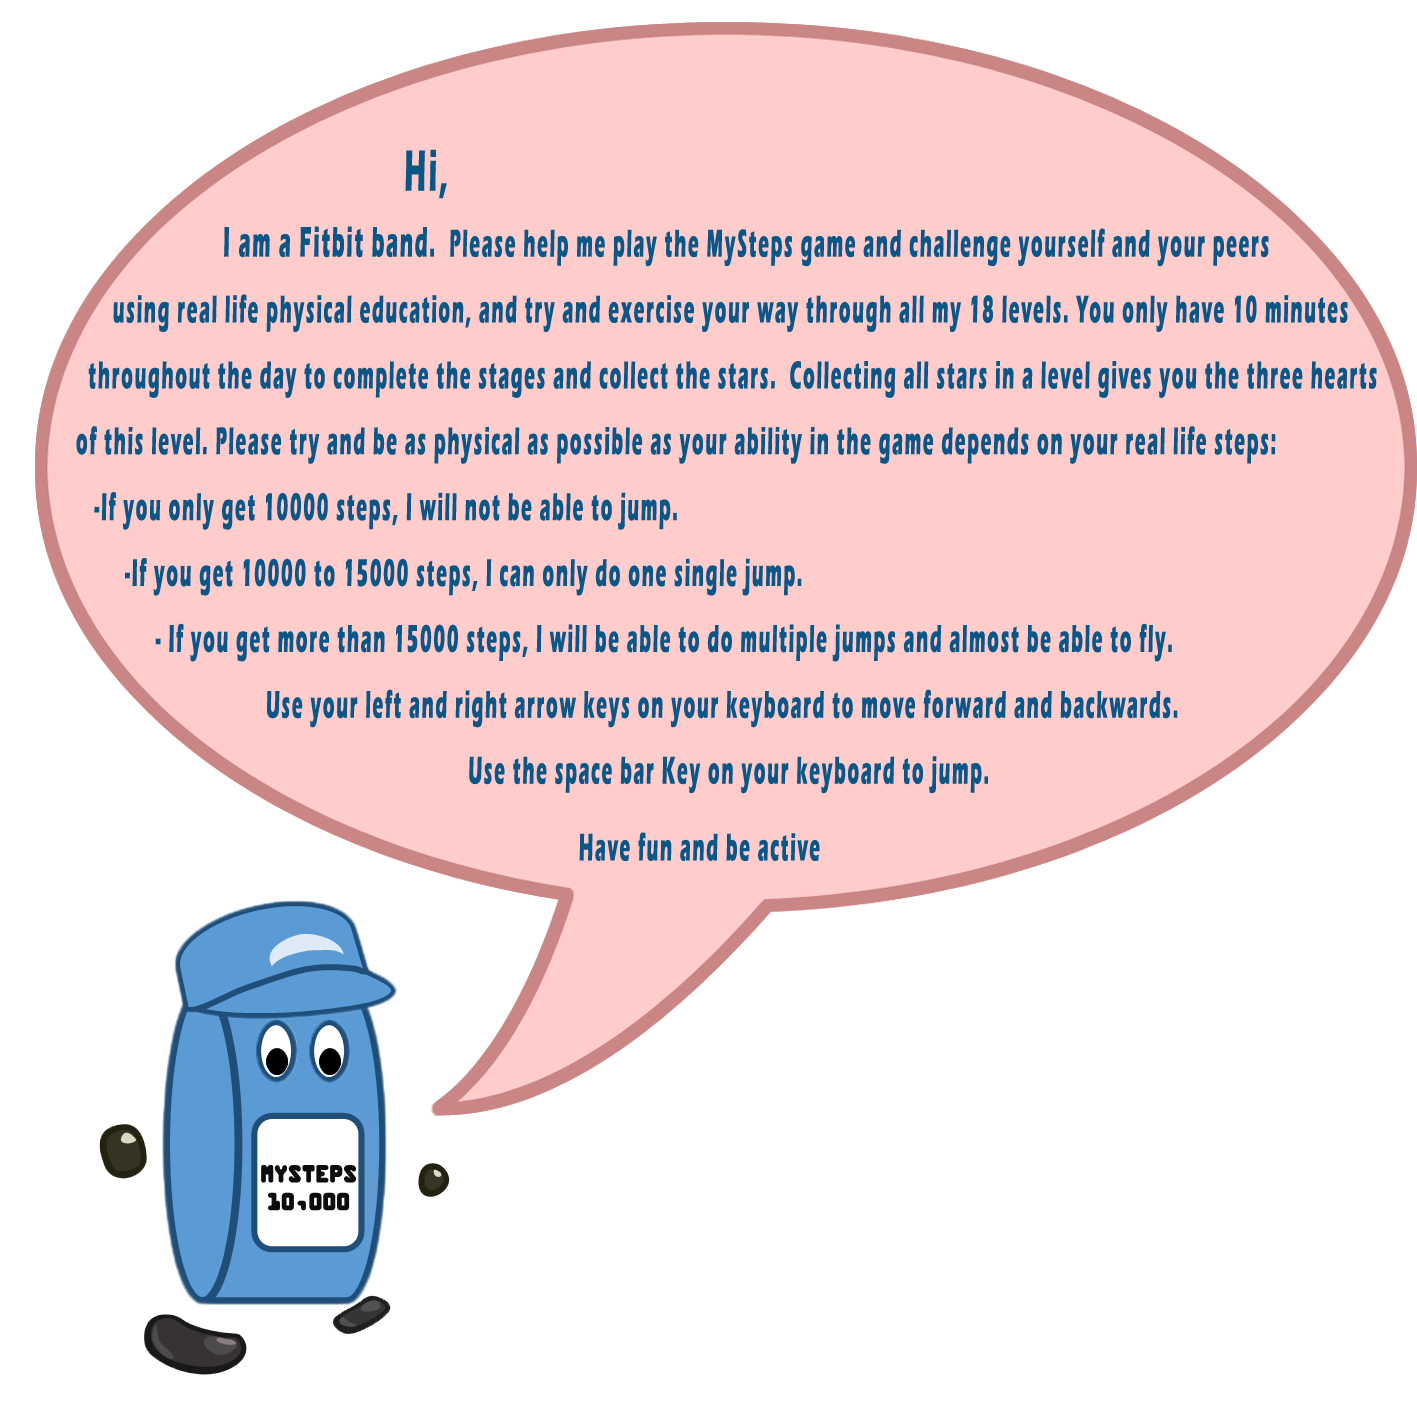 Hi,
I am a Fitbit band. Please help me play the MySteps game and challenge yourself and your peers
using real life physical education, and try and exercise your way through all my 18 levels. You only have 10 minutes
throughout the day to complete the stages and collect the stars. Collecting all stars in a level gives you the three hearts
of this level. Please try and be as physical as possible as your ability in the game depends on your real life steps:
-If you only get 10000 steps, I will not be able to jump.
-If you get 10000 to 15000 steps, I can only do one single jump.
- If you get more than 15000 steps, I will be able to do multiple jumps and almost be able to fly.
Use your left and right arrow keys on your keyboard to move forward and backwards.
Use the space bar Key on your keyboard to jump.
Have fun and be active
MYSTEPS
10,000